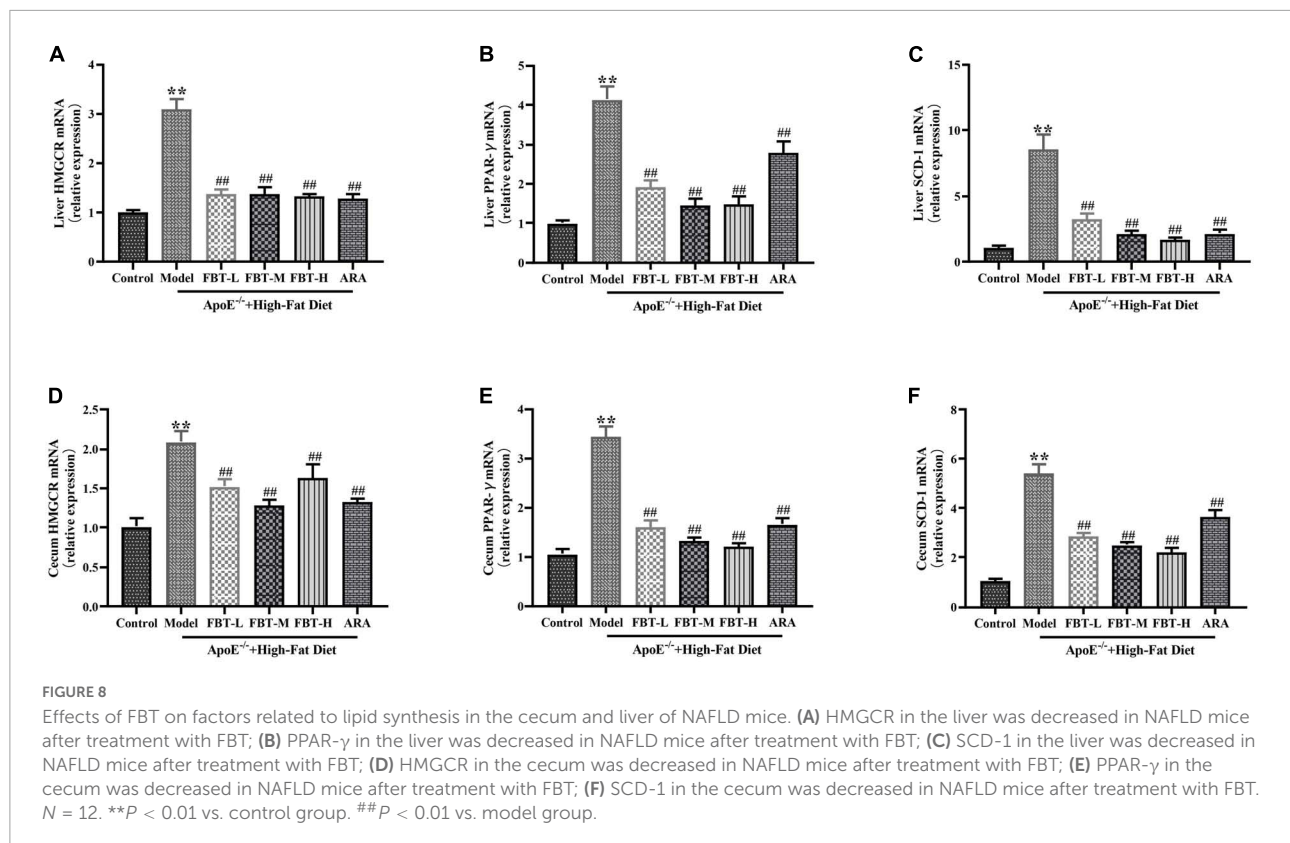 A
Liver HMGCR mRNA
(relative expression)
4
3
2
1
0
**
##
##
##
##
Control Model FBT-L FBT-M FBT-H ARA
ApoE-/-+High-Fat Diet
B
Liver PPAR-γ mRNA
(relative expression)
5
4
3
2
1
0
**
##
##
##
##
Control Model FBT-L FBT-M FBT-H ARA
ApoE-/-+High-Fat Diet
C
Liver SCD-1 mRNA
(relative expression)
15
10
5
0
**
##
##
##
##
Control Model FBT-L FBT-M FBT-H ARA
ApoE-/-+High-Fat Diet
D
Cecum HMGCR mRNA
(relative expression)
2.5
2.0
1.5
1.0
0.5
0.0
**
##
##
##
##
Control Model FBT-L FBT-M FBT-H ARA
ApoE-/-+High-Fat Diet
E
Cecum PPAR-γ mRNA
(relative expression)
4
3
2
1
0
**
##
##
##
##
Control Model FBT-L FBT-M FBT-H ARA
ApoE-/-+High-Fat Diet
F
Cecum SCD-1 mRNA
(relative expression)
8
6
4
2
0
**
##
##
##
##
Control Model FBT-L FBT-M FBT-H ARA
ApoE-/-+High-Fat Diet
FIGURE 8
Effects of FBT on factors related to lipid synthesis in the cecum and liver of NAFLD mice. (A) HMGCR in the liver was decreased in NAFLD mice
after treatment with FBT; (B) PPAR-γ in the liver was decreased in NAFLD mice after treatment with FBT; (C) SCD-1 in the liver was decreased in
NAFLD mice after treatment with FBT; (D) HMGCR in the cecum was decreased in NAFLD mice after treatment with FBT; (E) PPAR-γ in the
cecum was decreased in NAFLD mice after treatment with FBT; (F) SCD-1 in the cecum was decreased in NAFLD mice after treatment with FBT.
N = 12. **P < 0.01 vs. control group. ##P < 0.01 vs. model group.